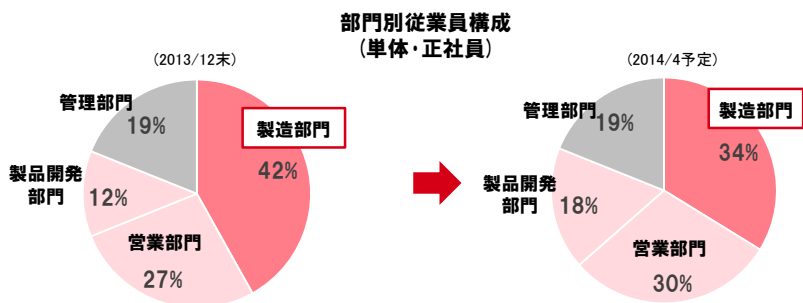 部門別従業員構成
(単体・正社員)
(2013/12末)
管理部門
19%
製造部門
42%
製品開発
部門
12%
営業部門
27%
(2014/4予定)
管理部門
19%
製造部門
34%
製品開発
部門
18%
営業部門
30%